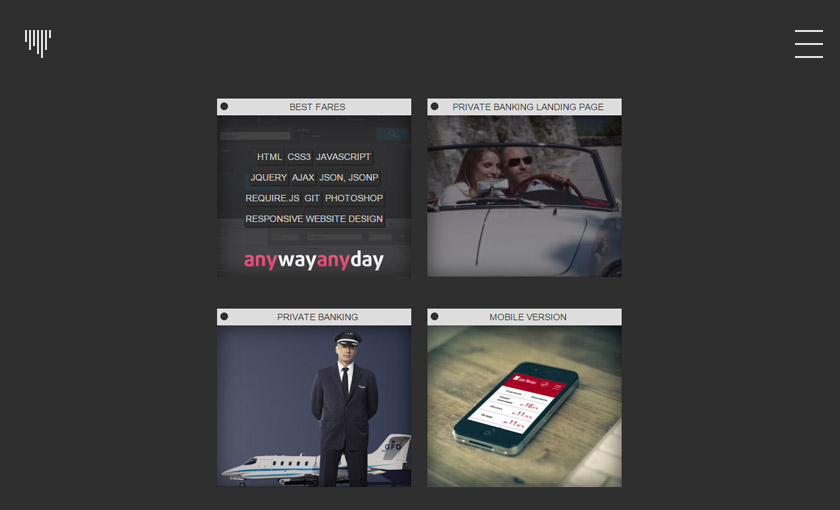 BEST FARES
HTML CSS3 JAVASCRIPT
JQUERY AJAX JSON, JSONP
REQUIRE.JS GIT PHOTOSHOP
RESPONSIVE WEBSITE DESIGN
anywayanyday
PRIVATE BANKING LANDING PAGE
PRIVATE BANKING
MOBILE VERSION